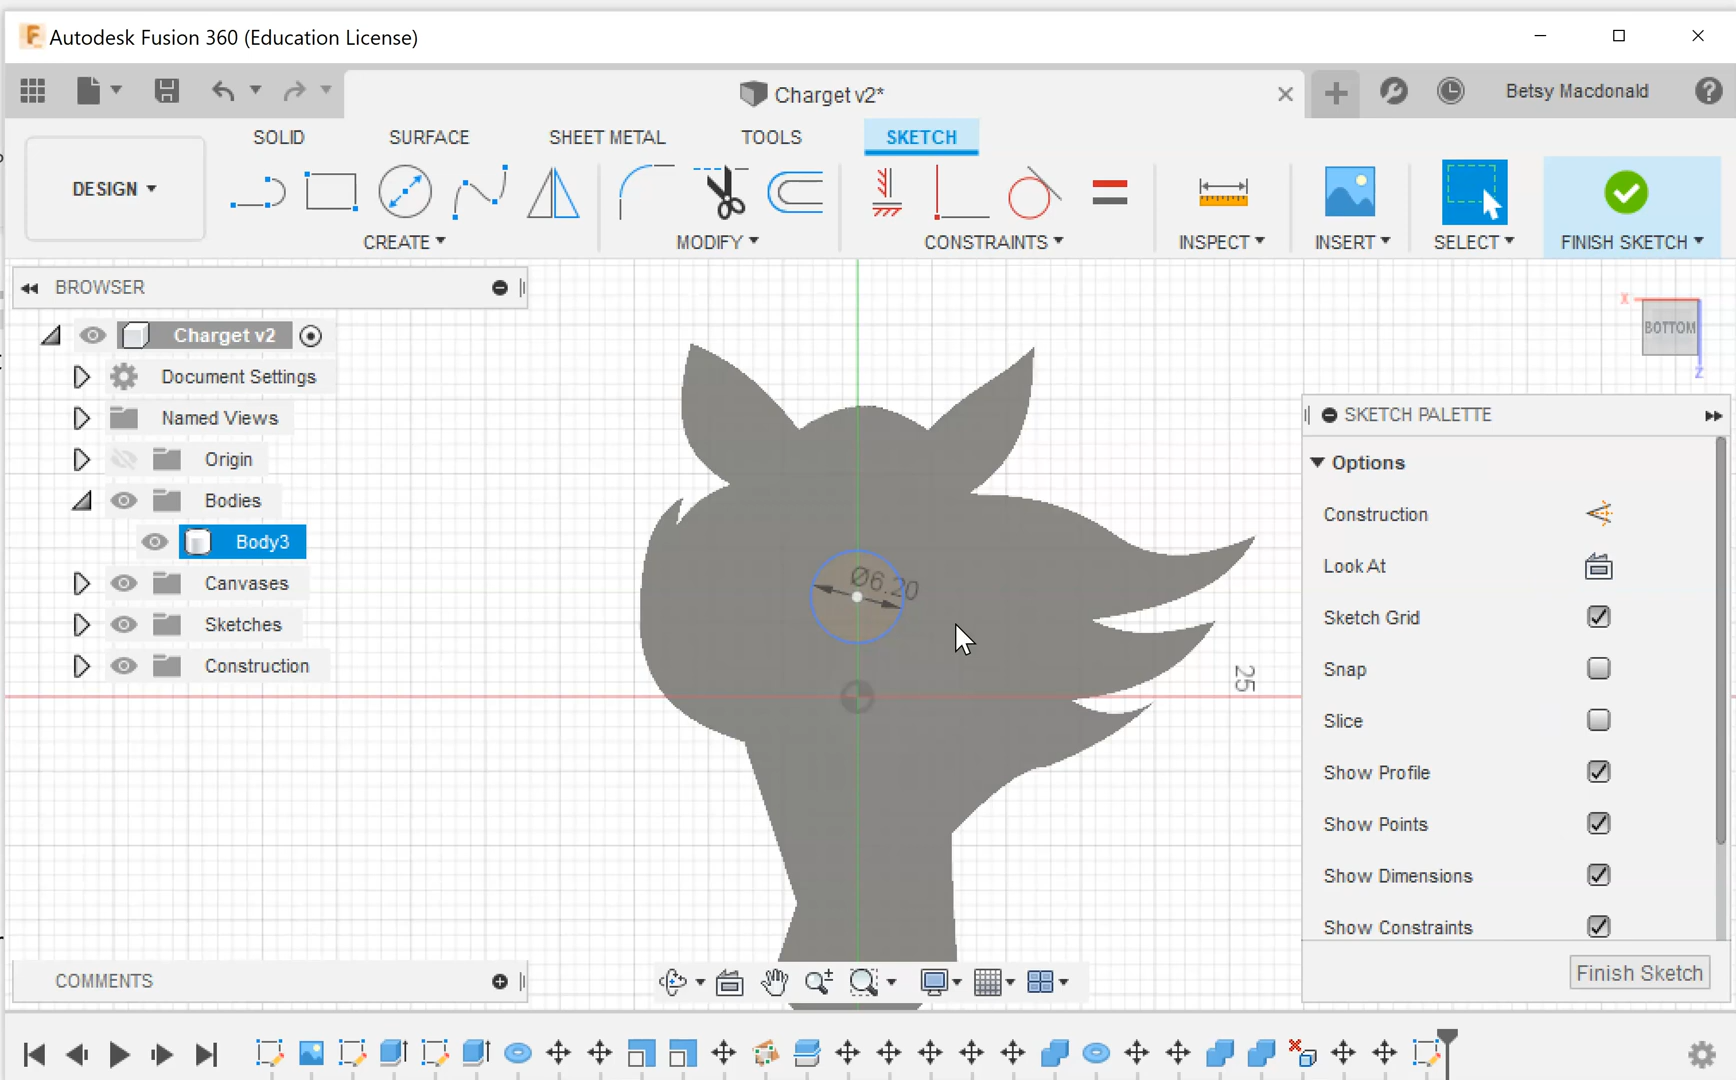 Autodesk Fusion 360 (Education License)
Charget v2*
Betsy Macdonald
SOLID SURFACE SHEET METAL TOOLS SKETCH
DESIGN
CREATE MODIFY CONSTRAINTS INSPECT INSERT SELECT FINISH SKETCH
BROWSER
Charget v2
Document Settings
Named Views
Origin
Bodies
Body3
Canvases
Sketches
Construction
X
BOTTOM
Z
Ø6.20
25
SKETCH PALETTE
Options
Construction
Look At
Sketch Grid
Snap
Slice
Show Profile
Show Points
Show Dimensions
Show Constraints
Finish Sketch
COMMENTS